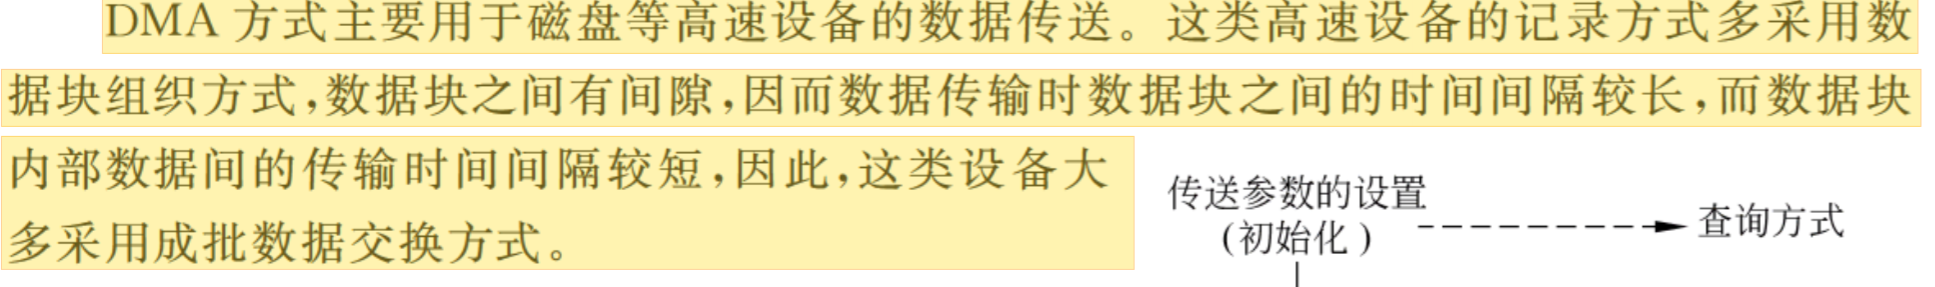 DMA 方式主要用于磁盘等高速设备的数据传送。这类高速设备的记录方式多采用数
据块组织方式,数据块之间有间隙,因而数据传输时数据块之间的时间间隔较长,而数据块
内部数据间的传输时间间隔较短,因此,这类设备大
多采用成批数据交换方式。
传送参数的设置
(初始化)
查询方式